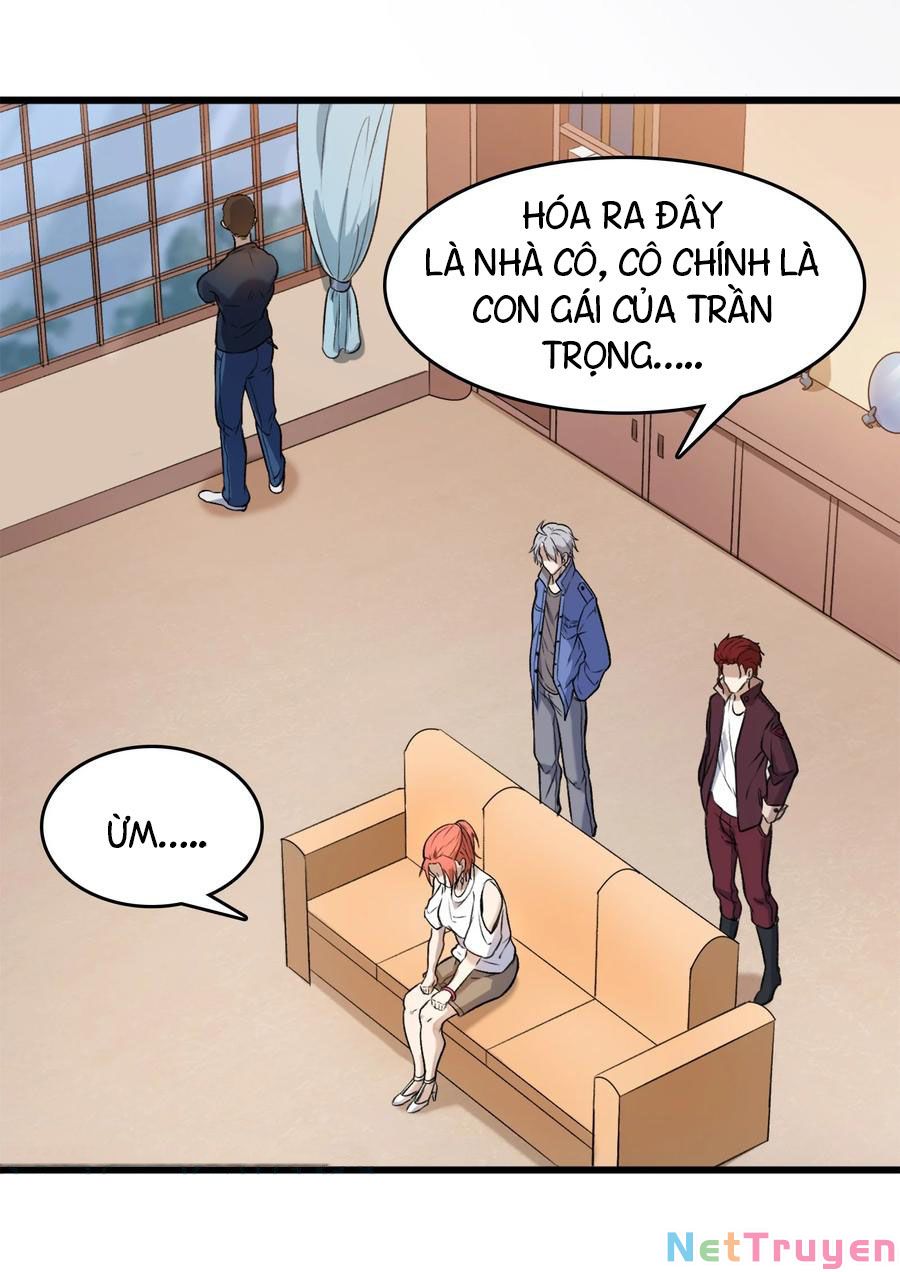 HÓA RA ĐÂY
LÀ NHÀ CÔ, CÔ CHÍNH LÀ
CON GÁI CỦA TRẦN
TRỌNG.....
ỪM.....
NetTruyen